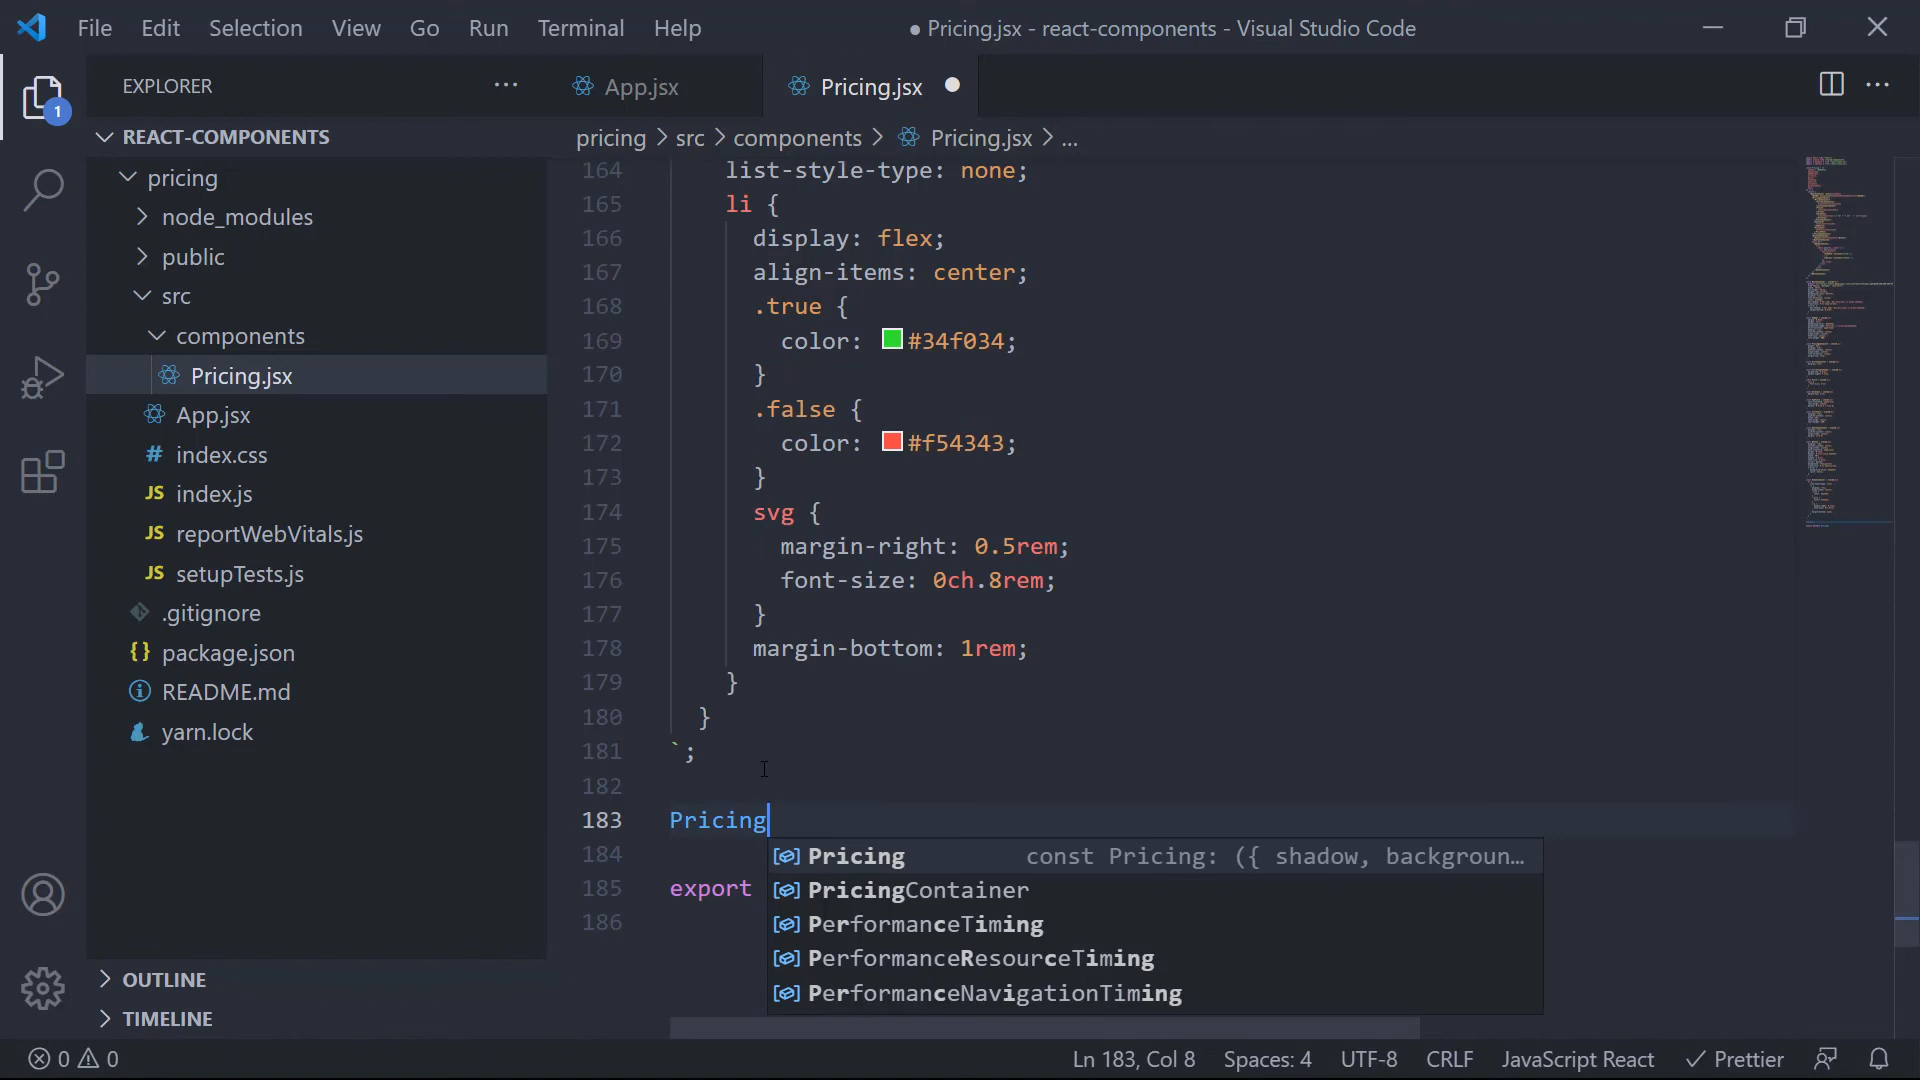 File Edit Selection View Go Run Terminal Help
● Pricing.jsx - react-components - Visual Studio Code
EXPLORER ...
App.jsx
Pricing.jsx
1
REACT-COMPONENTS
pricing > src > components > Pricing.jsx > ...
pricing
node_modules
public
src
components
Pricing.jsx
App.jsx
# index.css
JS index.js
JS reportWebVitals.js
JS setupTests.js
.gitignore
{} package.json
README.md
yarn.lock
OUTLINE
TIMELINE
164 list-style-type: none;
165 li {
166 display: flex;
167 align-items: center;
168 .true {
169 color: #34f034;
170 }
171 .false {
172 color: #f54343;
173 }
174 svg {
175 margin-right: 0.5rem;
176 font-size: 0ch.8rem;
177 }
178 margin-bottom: 1rem;
179 }
180 }
181 `;
182
183 Pricing
184
185 export
186
Pricing const Pricing: ({ shadow, backgroun...
PricingContainer
PerformanceTiming
PerformanceResourceTiming
PerformanceNavigationTiming
0 0
Ln 183, Col 8 Spaces: 4 UTF-8 CRLF JavaScript React Prettier